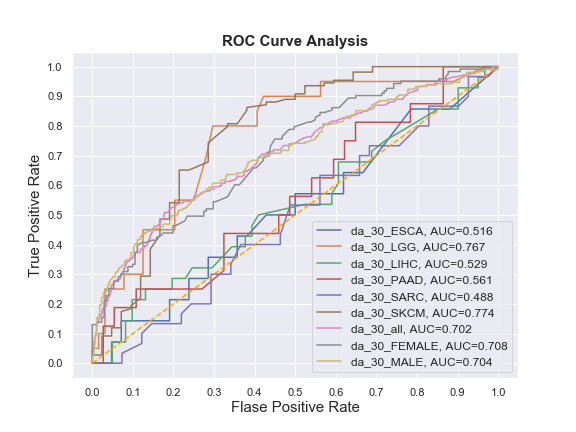 ROC Curve Analysis
True Positive Rate
1.0
0.9
0.8
0.7
0.6
0.5
0.4
0.3
0.2
0.1
0.0
da_30_ESCA, AUC=0.516
da_30_LGG, AUC=0.767
da_30_LIHC, AUC=0.529
da_30_PAAD, AUC=0.561
da_30_SARC, AUC=0.488
da_30_SKCM, AUC=0.774
da_30_all, AUC=0.702
da_30_FEMALE, AUC=0.708
da_30_MALE, AUC=0.704
0.0 0.1 0.2 0.3 0.4 0.5 0.6 0.7 0.8 0.9 1.0
Flase Positive Rate